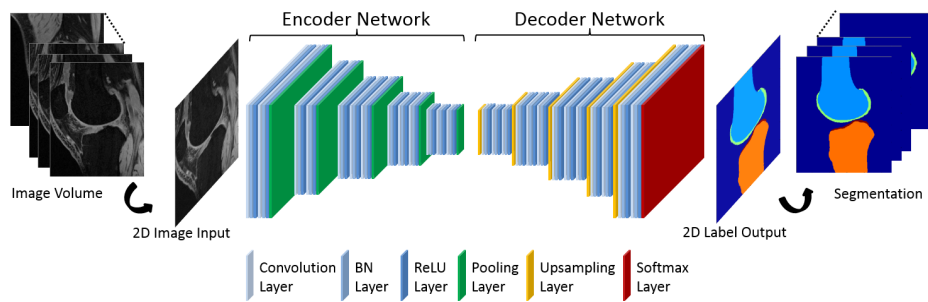 Encoder Network
Decoder Network
Image Volume
2D Image Input
2D Label Output
Segmentation
Convolution
Layer
BN
Layer
ReLU
Layer
Pooling
Layer
Upsampling
Layer
Softmax
Layer